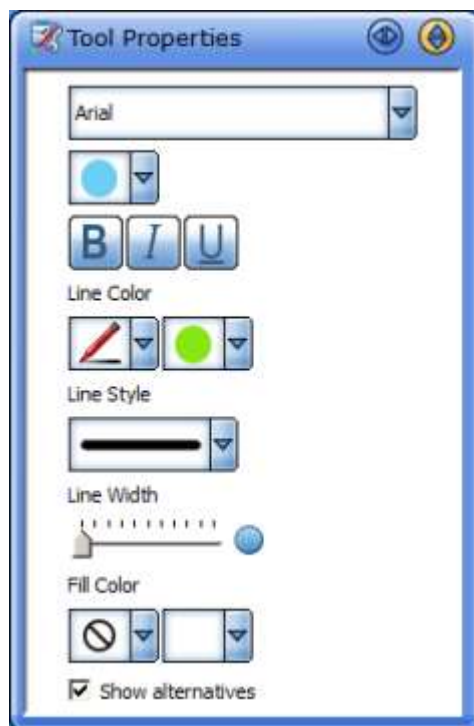 Tool Properties
Arial
B I U
Line Color
Line Style
Line Width
Fill Color
Show alternatives